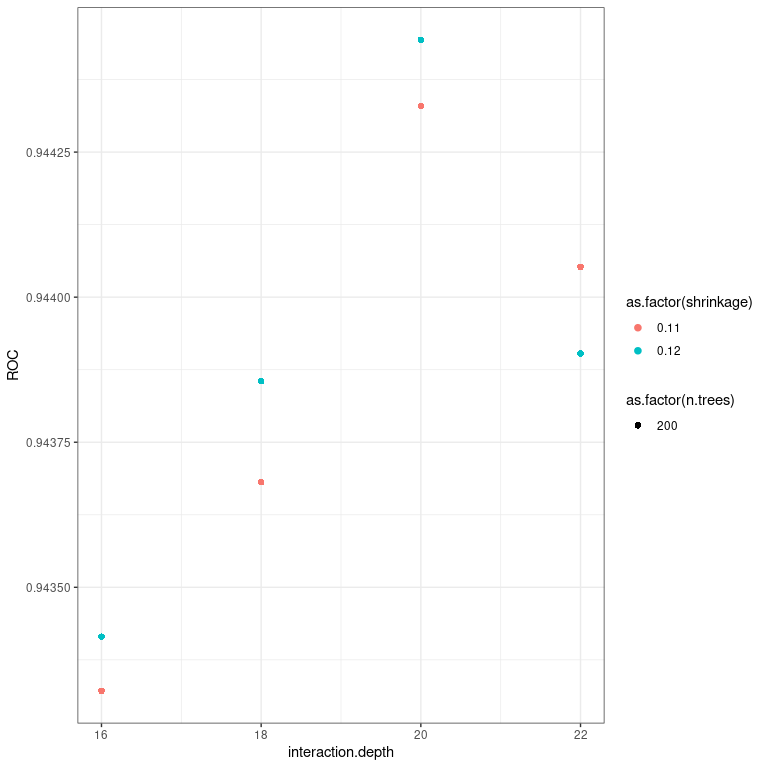 0.94425
0.94400
0.94375
0.94350
ROC
16 18 20 22
interaction.depth
as.factor(shrinkage)
0.11
0.12
as.factor(n.trees)
200